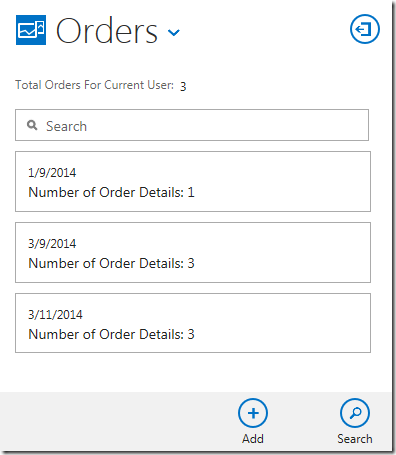 Orders
Total Orders For Current User: 3
Search
1/9/2014
Number of Order Details: 1
3/9/2014
Number of Order Details: 3
3/11/2014
Number of Order Details: 3
Add Search